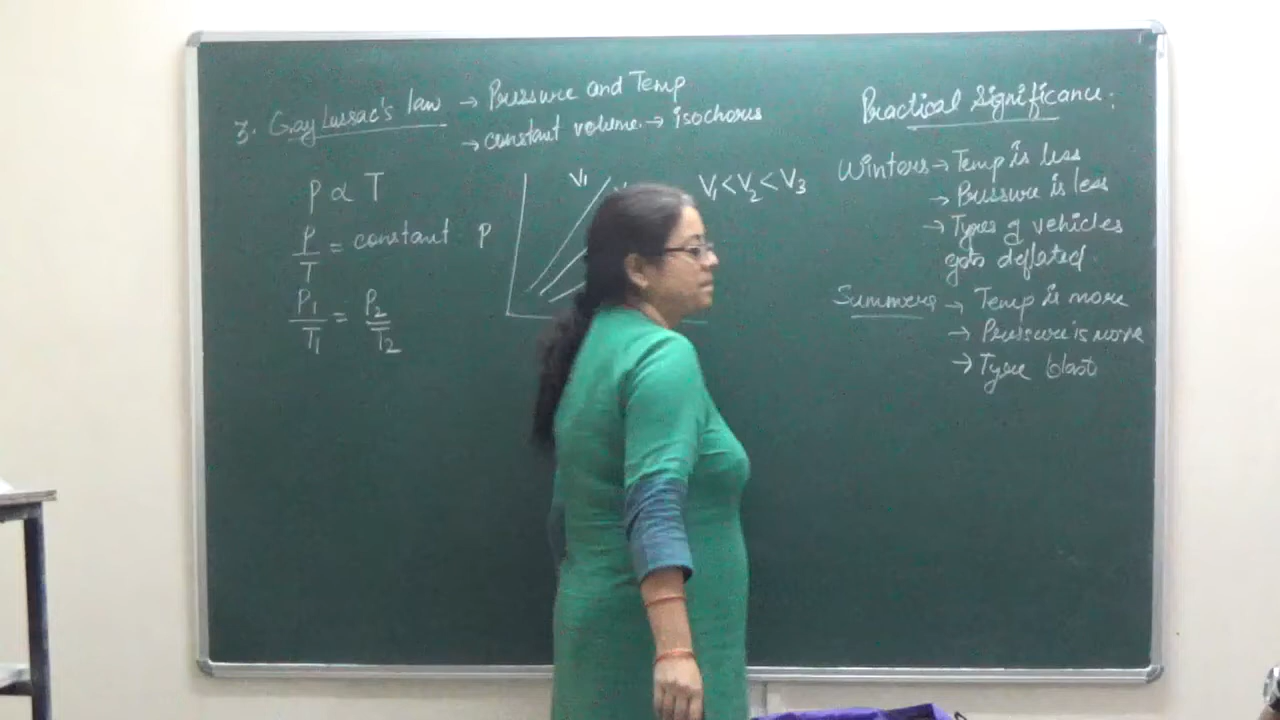 3. Gay Lussac's law → Pressure and Temp
→ constant volume → isochoris
P ∝ T
P/T = constant
P1/T1 = P2/T2
P
V1
V1 < V2 < V3
Practical Significance:
Winters → Temp is less
→ Pressure is less
→ Tyres of vehicles
gets deflated.
Summers → Temp is more
→ Pressure is more
→ Tyre blast